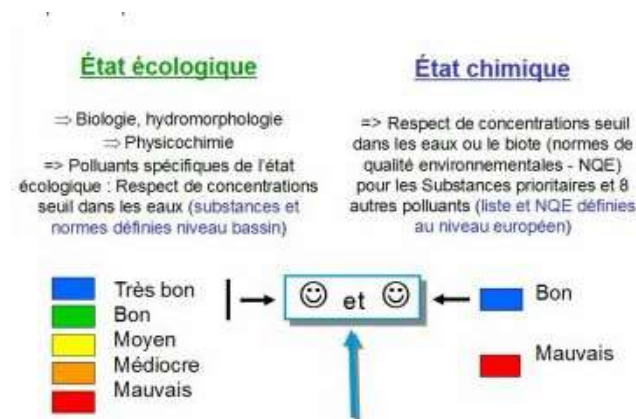 État écologique
⇒ Biologie, hydromorphologie
⇒ Physicochimie
=> Polluants spécifiques de l'état
écologique : Respect de concentrations
seuil dans les eaux (substances et
normes définies niveau bassin)
État chimique
=> Respect de concentrations seuil
dans les eaux ou le biote (normes de
qualité environnementales - NQE)
pour les Substances prioritaires et 8
autres polluants (liste et NQE définies
au niveau européen)
Très bon
Bon
Moyen
Médiocre
Mauvais
et
Bon
Mauvais